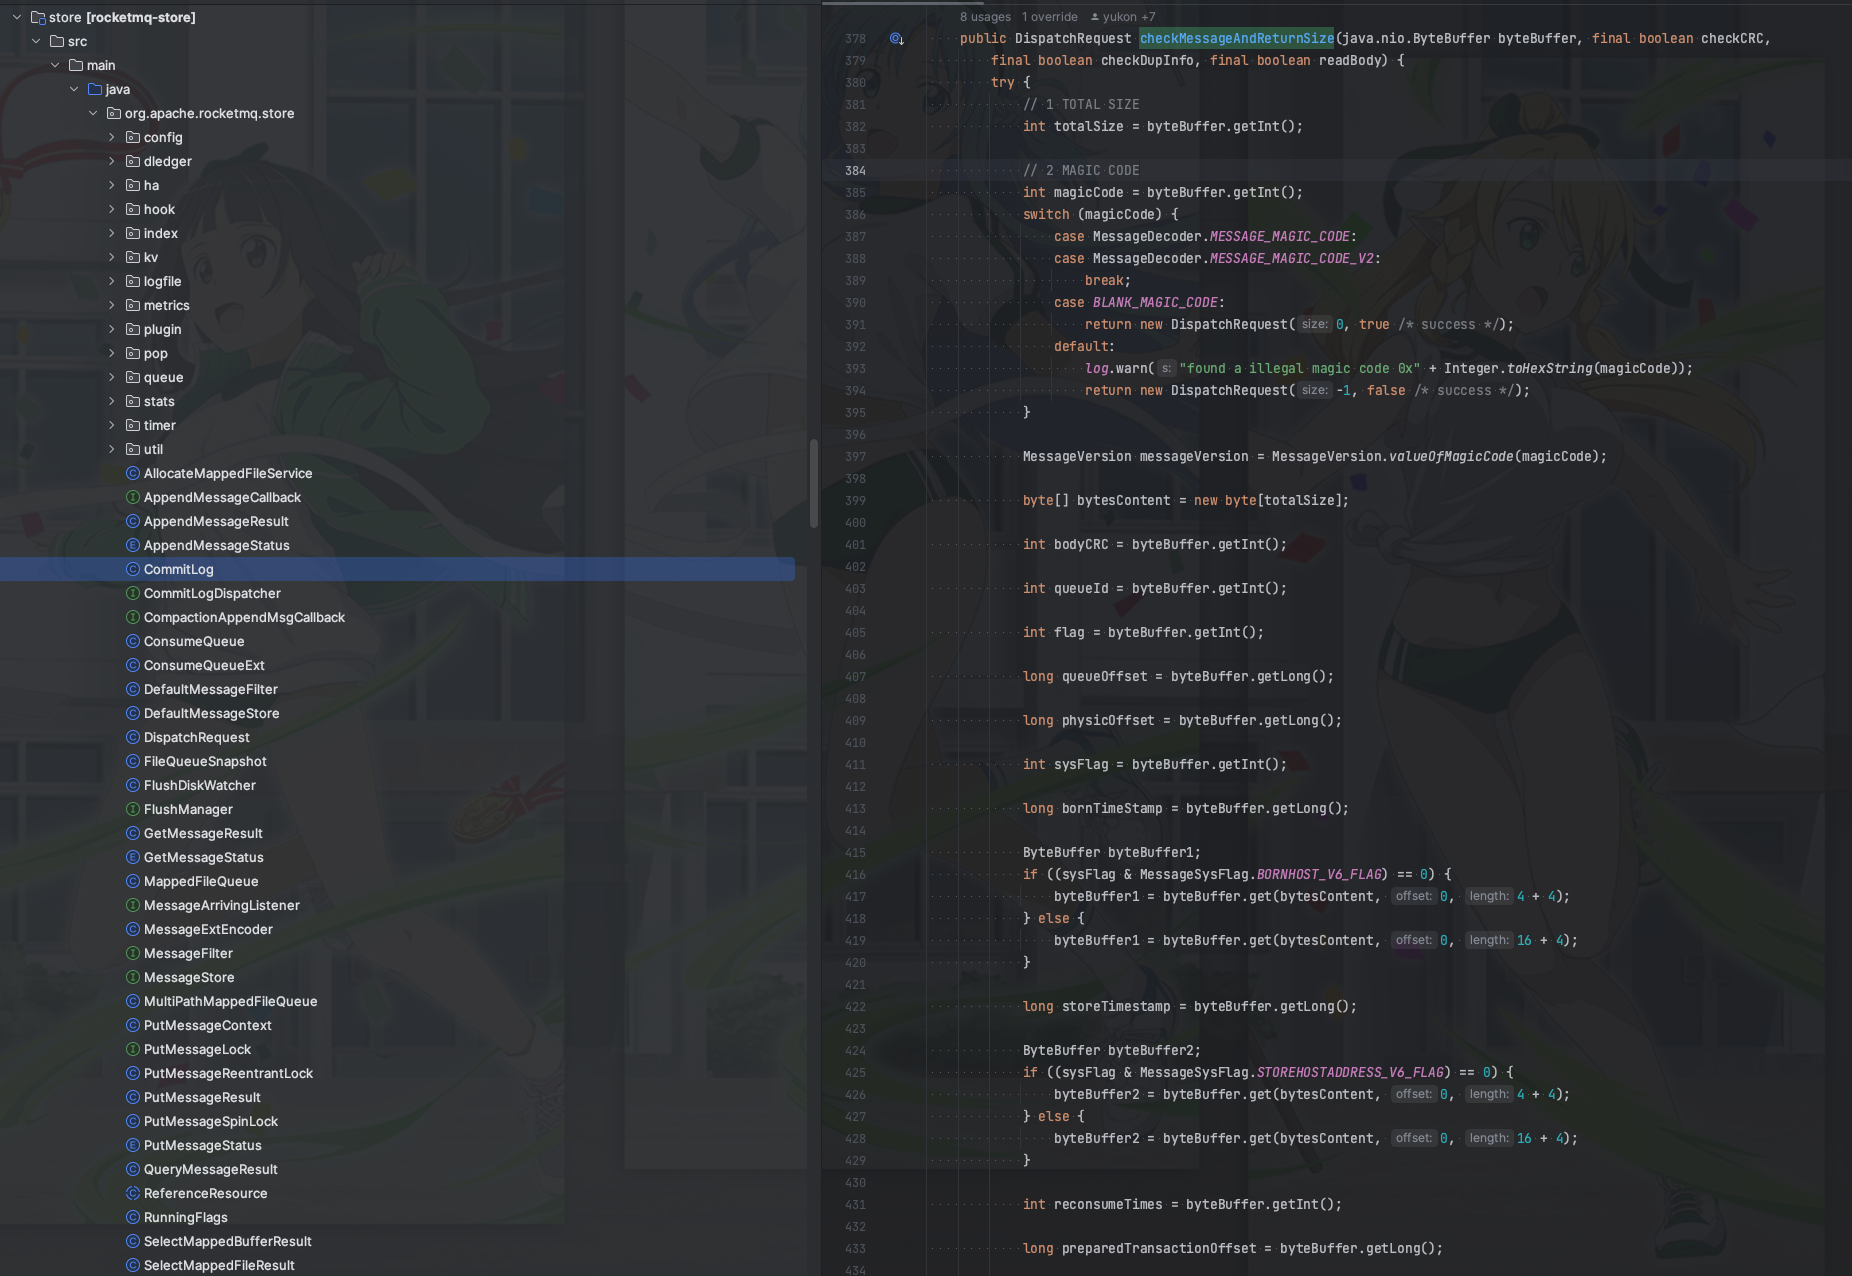 store [rocketmq-store]
src
main
java
org.apache.rocketmq.store
config
dledger
ha
hook
index
kv
logfile
metrics
plugin
pop
queue
stats
timer
util
AllocateMappedFileService
AppendMessageCallback
AppendMessageResult
AppendMessageStatus
CommitLog
CommitLogDispatcher
CompactionAppendMsgCallback
ConsumeQueue
ConsumeQueueExt
DefaultMessageFilter
DefaultMessageStore
DispatchRequest
FileQueueSnapshot
FlushDiskWatcher
FlushManager
GetMessageResult
GetMessageStatus
MappedFileQueue
MessageArrivingListener
MessageExtEncoder
MessageFilter
MessageStore
MultiPathMappedFileQueue
PutMessageContext
PutMessageLock
PutMessageReentrantLock
PutMessageResult
PutMessageSpinLock
PutMessageStatus
QueryMessageResult
ReferenceResource
RunningFlags
SelectMappedBufferResult
SelectMappedFileResult
8 usages 1 override yukon +7
378 public DispatchRequest checkMessageAndReturnSize(java.nio.ByteBuffer byteBuffer, final boolean checkCRC,
379 final boolean checkDupInfo, final boolean readBody) {
380 try {
381 // 1 TOTAL SIZE
382 int totalSize = byteBuffer.getInt();
383
384 // 2 MAGIC CODE
385 int magicCode = byteBuffer.getInt();
386 switch (magicCode) {
387 case MessageDecoder.MESSAGE_MAGIC_CODE:
388 case MessageDecoder.MESSAGE_MAGIC_CODE_V2:
389 break;
390 case BLANK_MAGIC_CODE:
391 return new DispatchRequest( size: 0, true /* success */);
392 default:
393 log.warn( s: "found a illegal magic code 0x" + Integer.toHexString(magicCode));
394 return new DispatchRequest( size: -1, false /* success */);
395 }
396
397 MessageVersion messageVersion = MessageVersion.valueOfMagicCode(magicCode);
398
399 byte[] bytesContent = new byte[totalSize];
400
401 int bodyCRC = byteBuffer.getInt();
402
403 int queueId = byteBuffer.getInt();
404
405 int flag = byteBuffer.getInt();
406
407 long queueOffset = byteBuffer.getLong();
408
409 long physicOffset = byteBuffer.getLong();
410
411 int sysFlag = byteBuffer.getInt();
412
413 long bornTimeStamp = byteBuffer.getLong();
414
415 ByteBuffer byteBuffer1;
416 if ((sysFlag & MessageSysFlag.BORNHOST_V6_FLAG) == 0) {
417 byteBuffer1 = byteBuffer.get(bytesContent, offset: 0, length: 4 + 4);
418 } else {
419 byteBuffer1 = byteBuffer.get(bytesContent, offset: 0, length: 16 + 4);
420 }
421
422 long storeTimestamp = byteBuffer.getLong();
423
424 ByteBuffer byteBuffer2;
425 if ((sysFlag & MessageSysFlag.STOREHOSTADDRESS_V6_FLAG) == 0) {
426 byteBuffer2 = byteBuffer.get(bytesContent, offset: 0, length: 4 + 4);
427 } else {
428 byteBuffer2 = byteBuffer.get(bytesContent, offset: 0, length: 16 + 4);
429 }
430
431 int reconsumeTimes = byteBuffer.getInt();
432
433 long preparedTransactionOffset = byteBuffer.getLong();
434